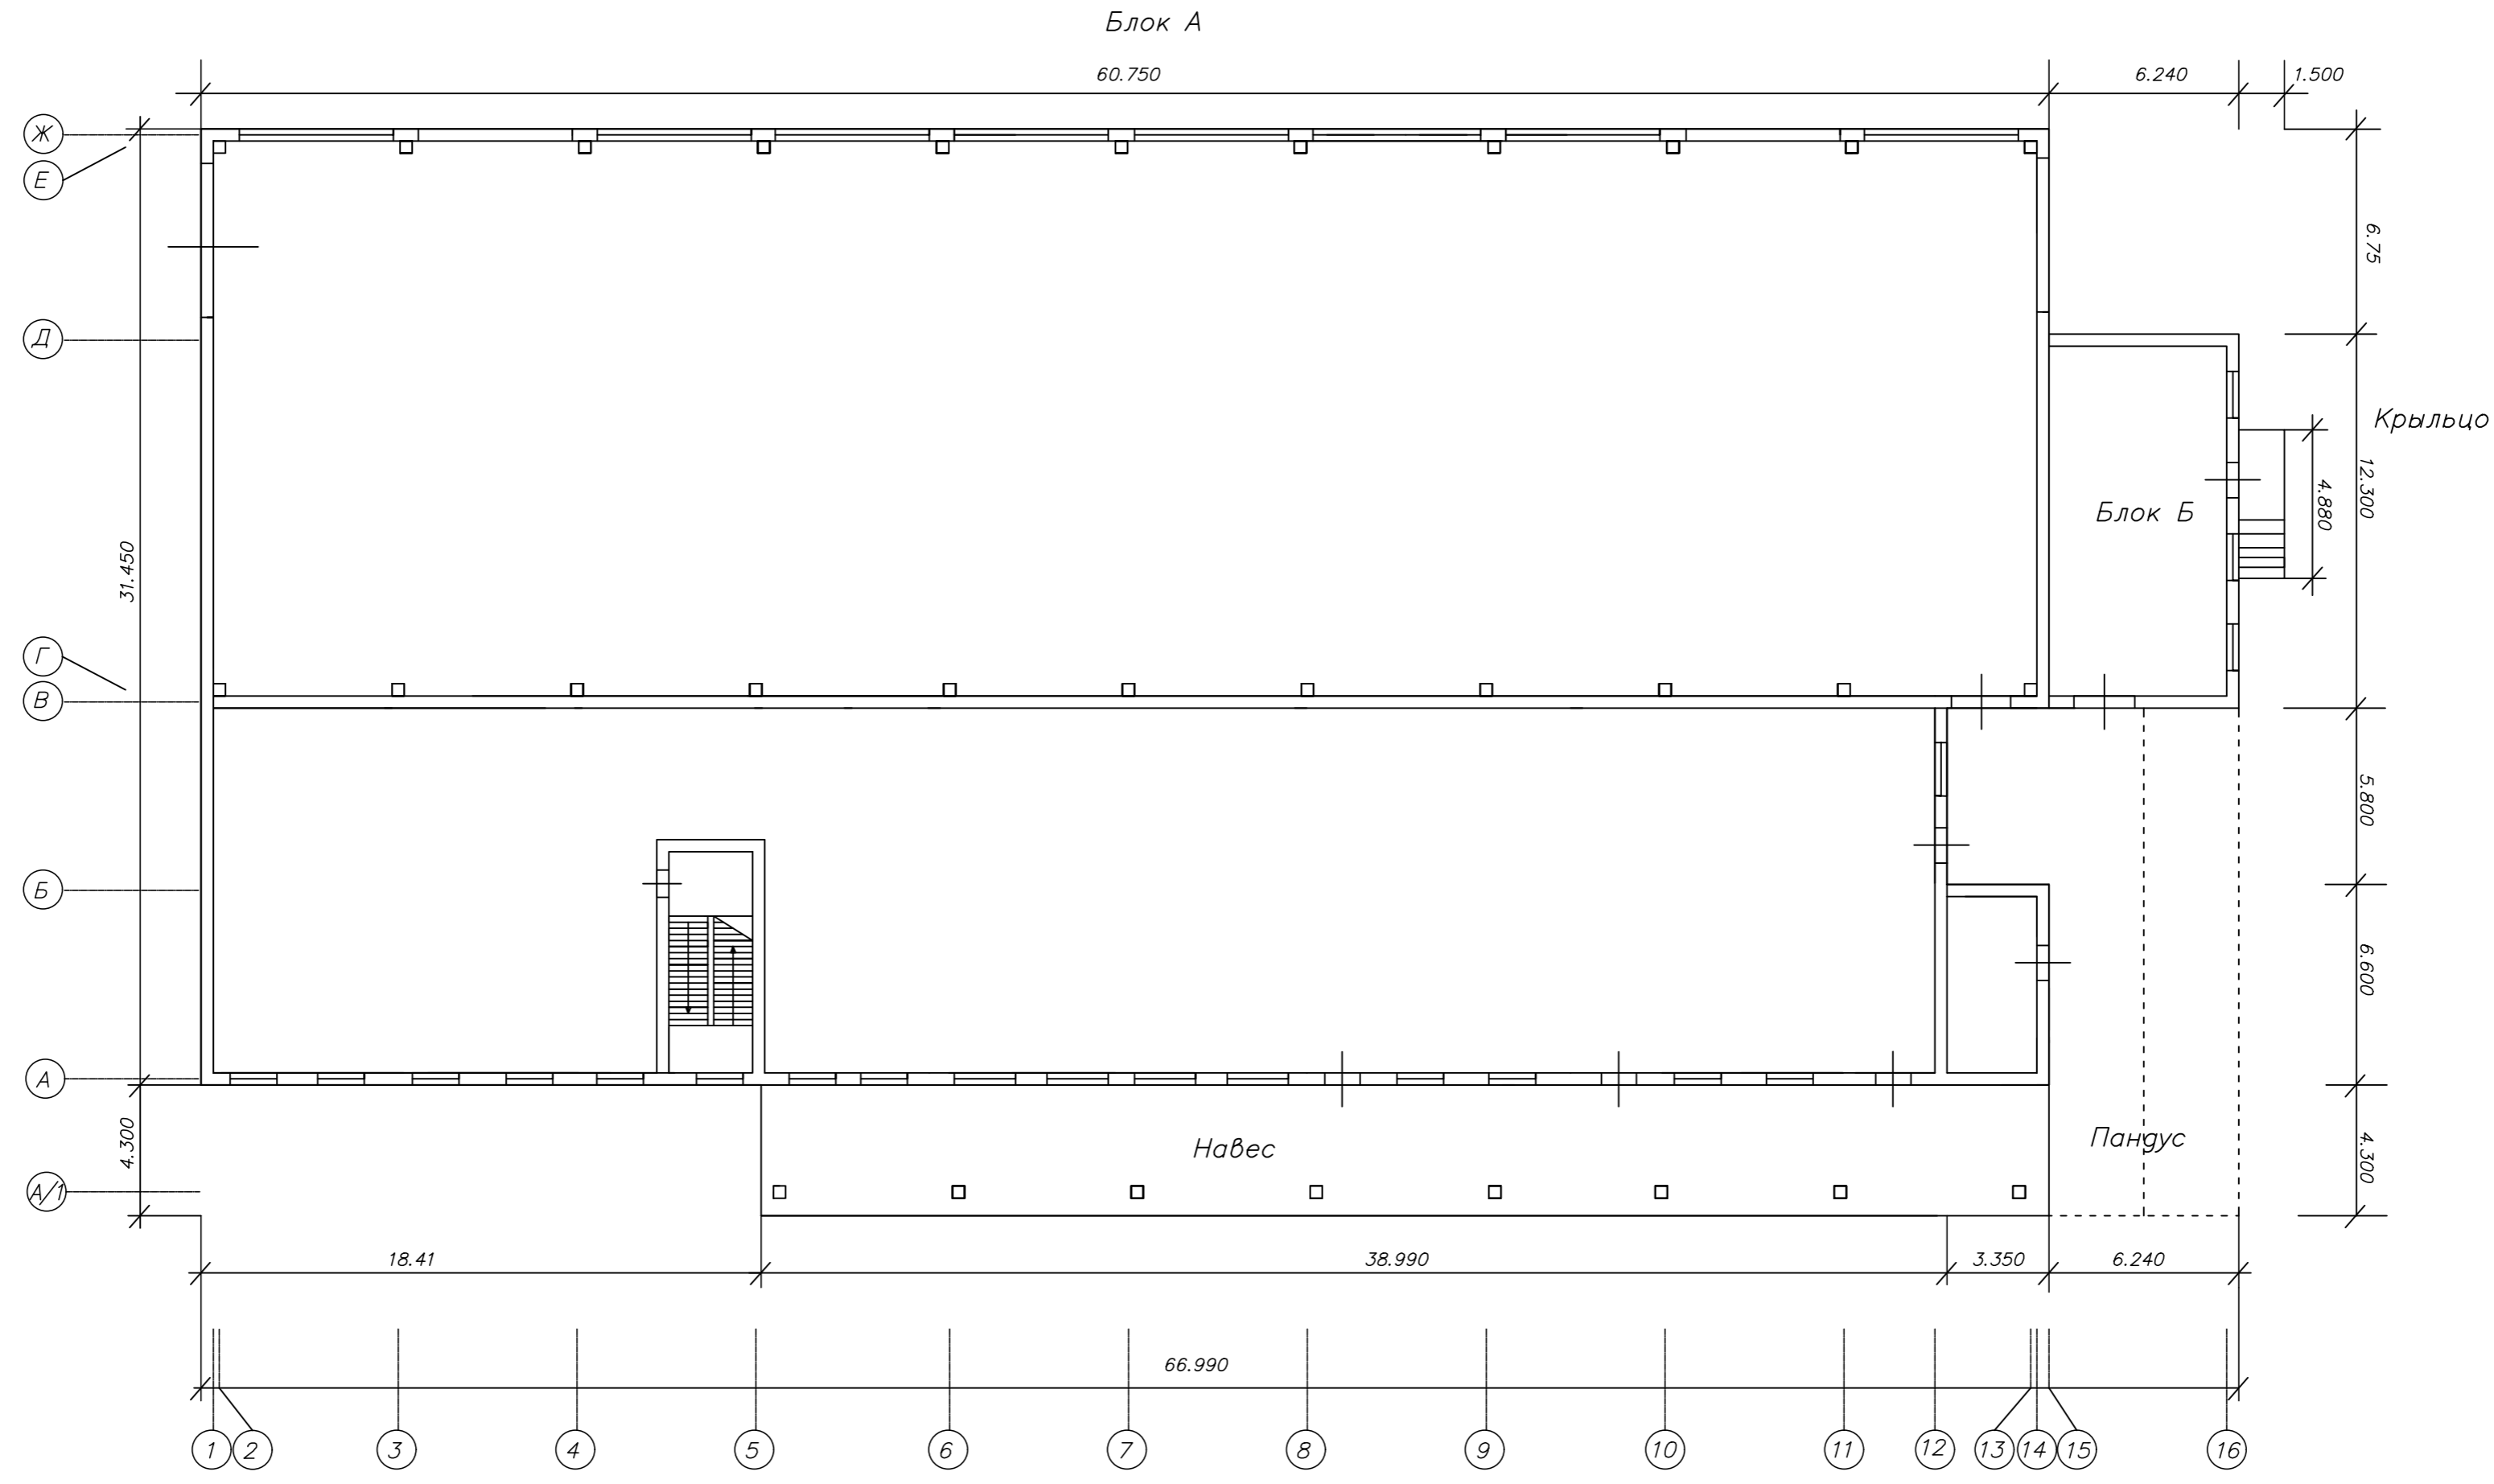 Блок А
60.750
6.240
1.500
Ж
Е
6.75
Д
Крыльцо
12.300
4.880
Блок Б
31.450
Г
В
5.800
Б
6.600
А
4.300
Навес
Пандус
4.300
А/1
18.41
38.990
3.350
6.240
66.990
1 2 3 4 5 6 7 8 9 10 11 12 13 14 15 16